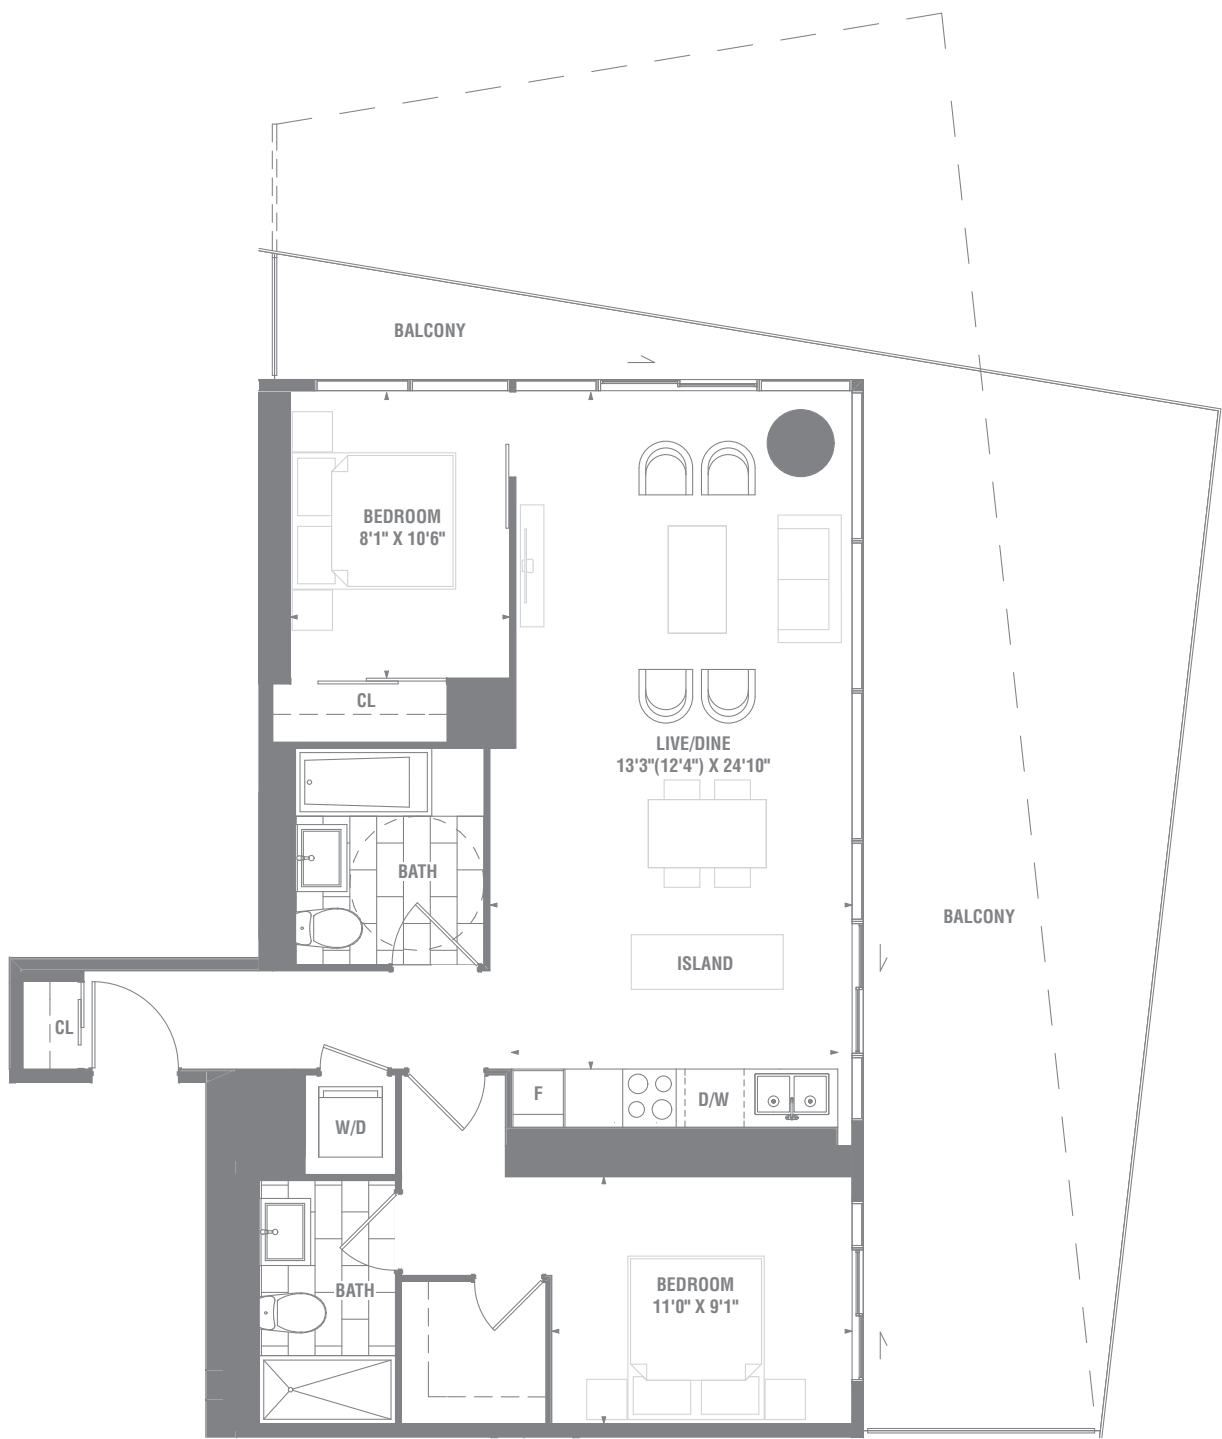 BALCONY
BEDROOM
8'1" X 10'6"
CL
LIVE/DINE
13'3"(12'4") X 24'10"
BATH
BALCONY
ISLAND
CL
F
D/W
W/D
BEDROOM
11'0" X 9'1"
BATH